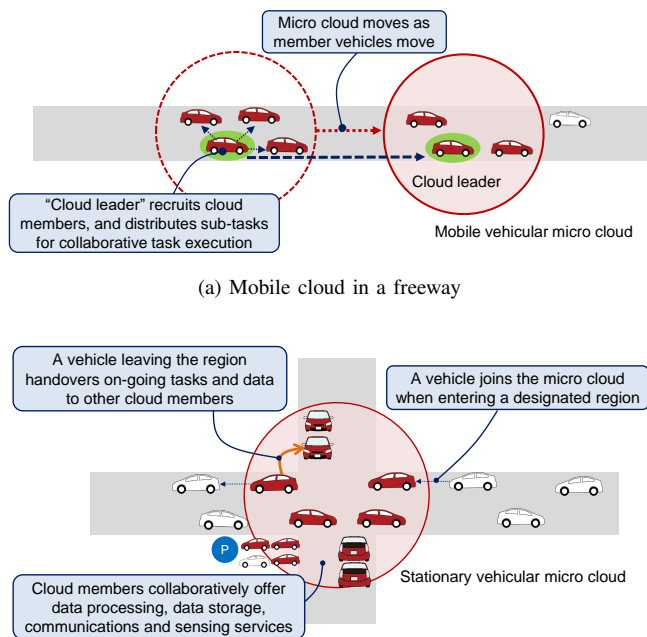 Micro cloud moves as
member vehicles move
Cloud leader
“Cloud leader” recruits cloud
members, and distributes sub-tasks
for collaborative task execution
Mobile vehicular micro cloud
(a) Mobile cloud in a freeway
A vehicle leaving the region
handovers on-going tasks and data
to other cloud members
A vehicle joins the micro cloud
when entering a designated region
P
Cloud members collaboratively offer
data processing, data storage,
communications and sensing services
Stationary vehicular micro cloud